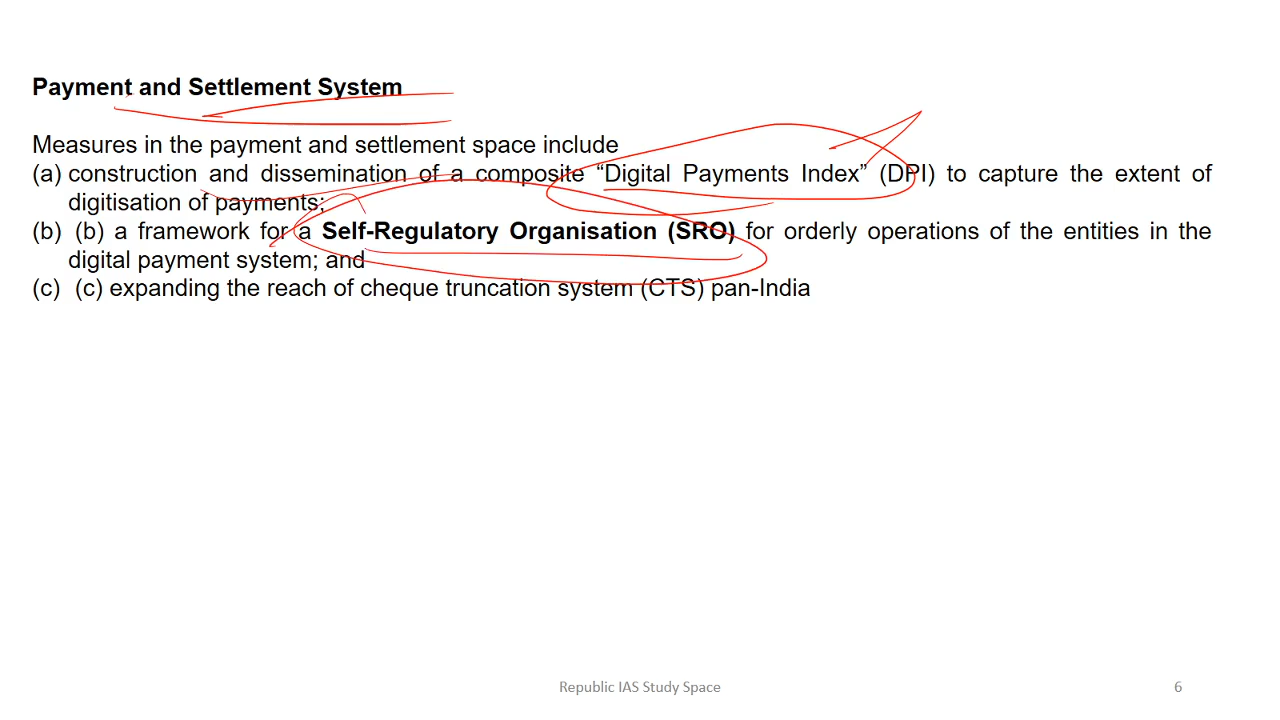 Payment and Settlement System
Measures in the payment and settlement space include
(a) construction and dissemination of a composite “Digital Payments Index” (DPI) to capture the extent of
digitisation of payments;
(b) (b) a framework for a Self-Regulatory Organisation (SRO) for orderly operations of the entities in the
digital payment system; and
(c) (c) expanding the reach of cheque truncation system (CTS) pan-India
Republic IAS Study Space
6